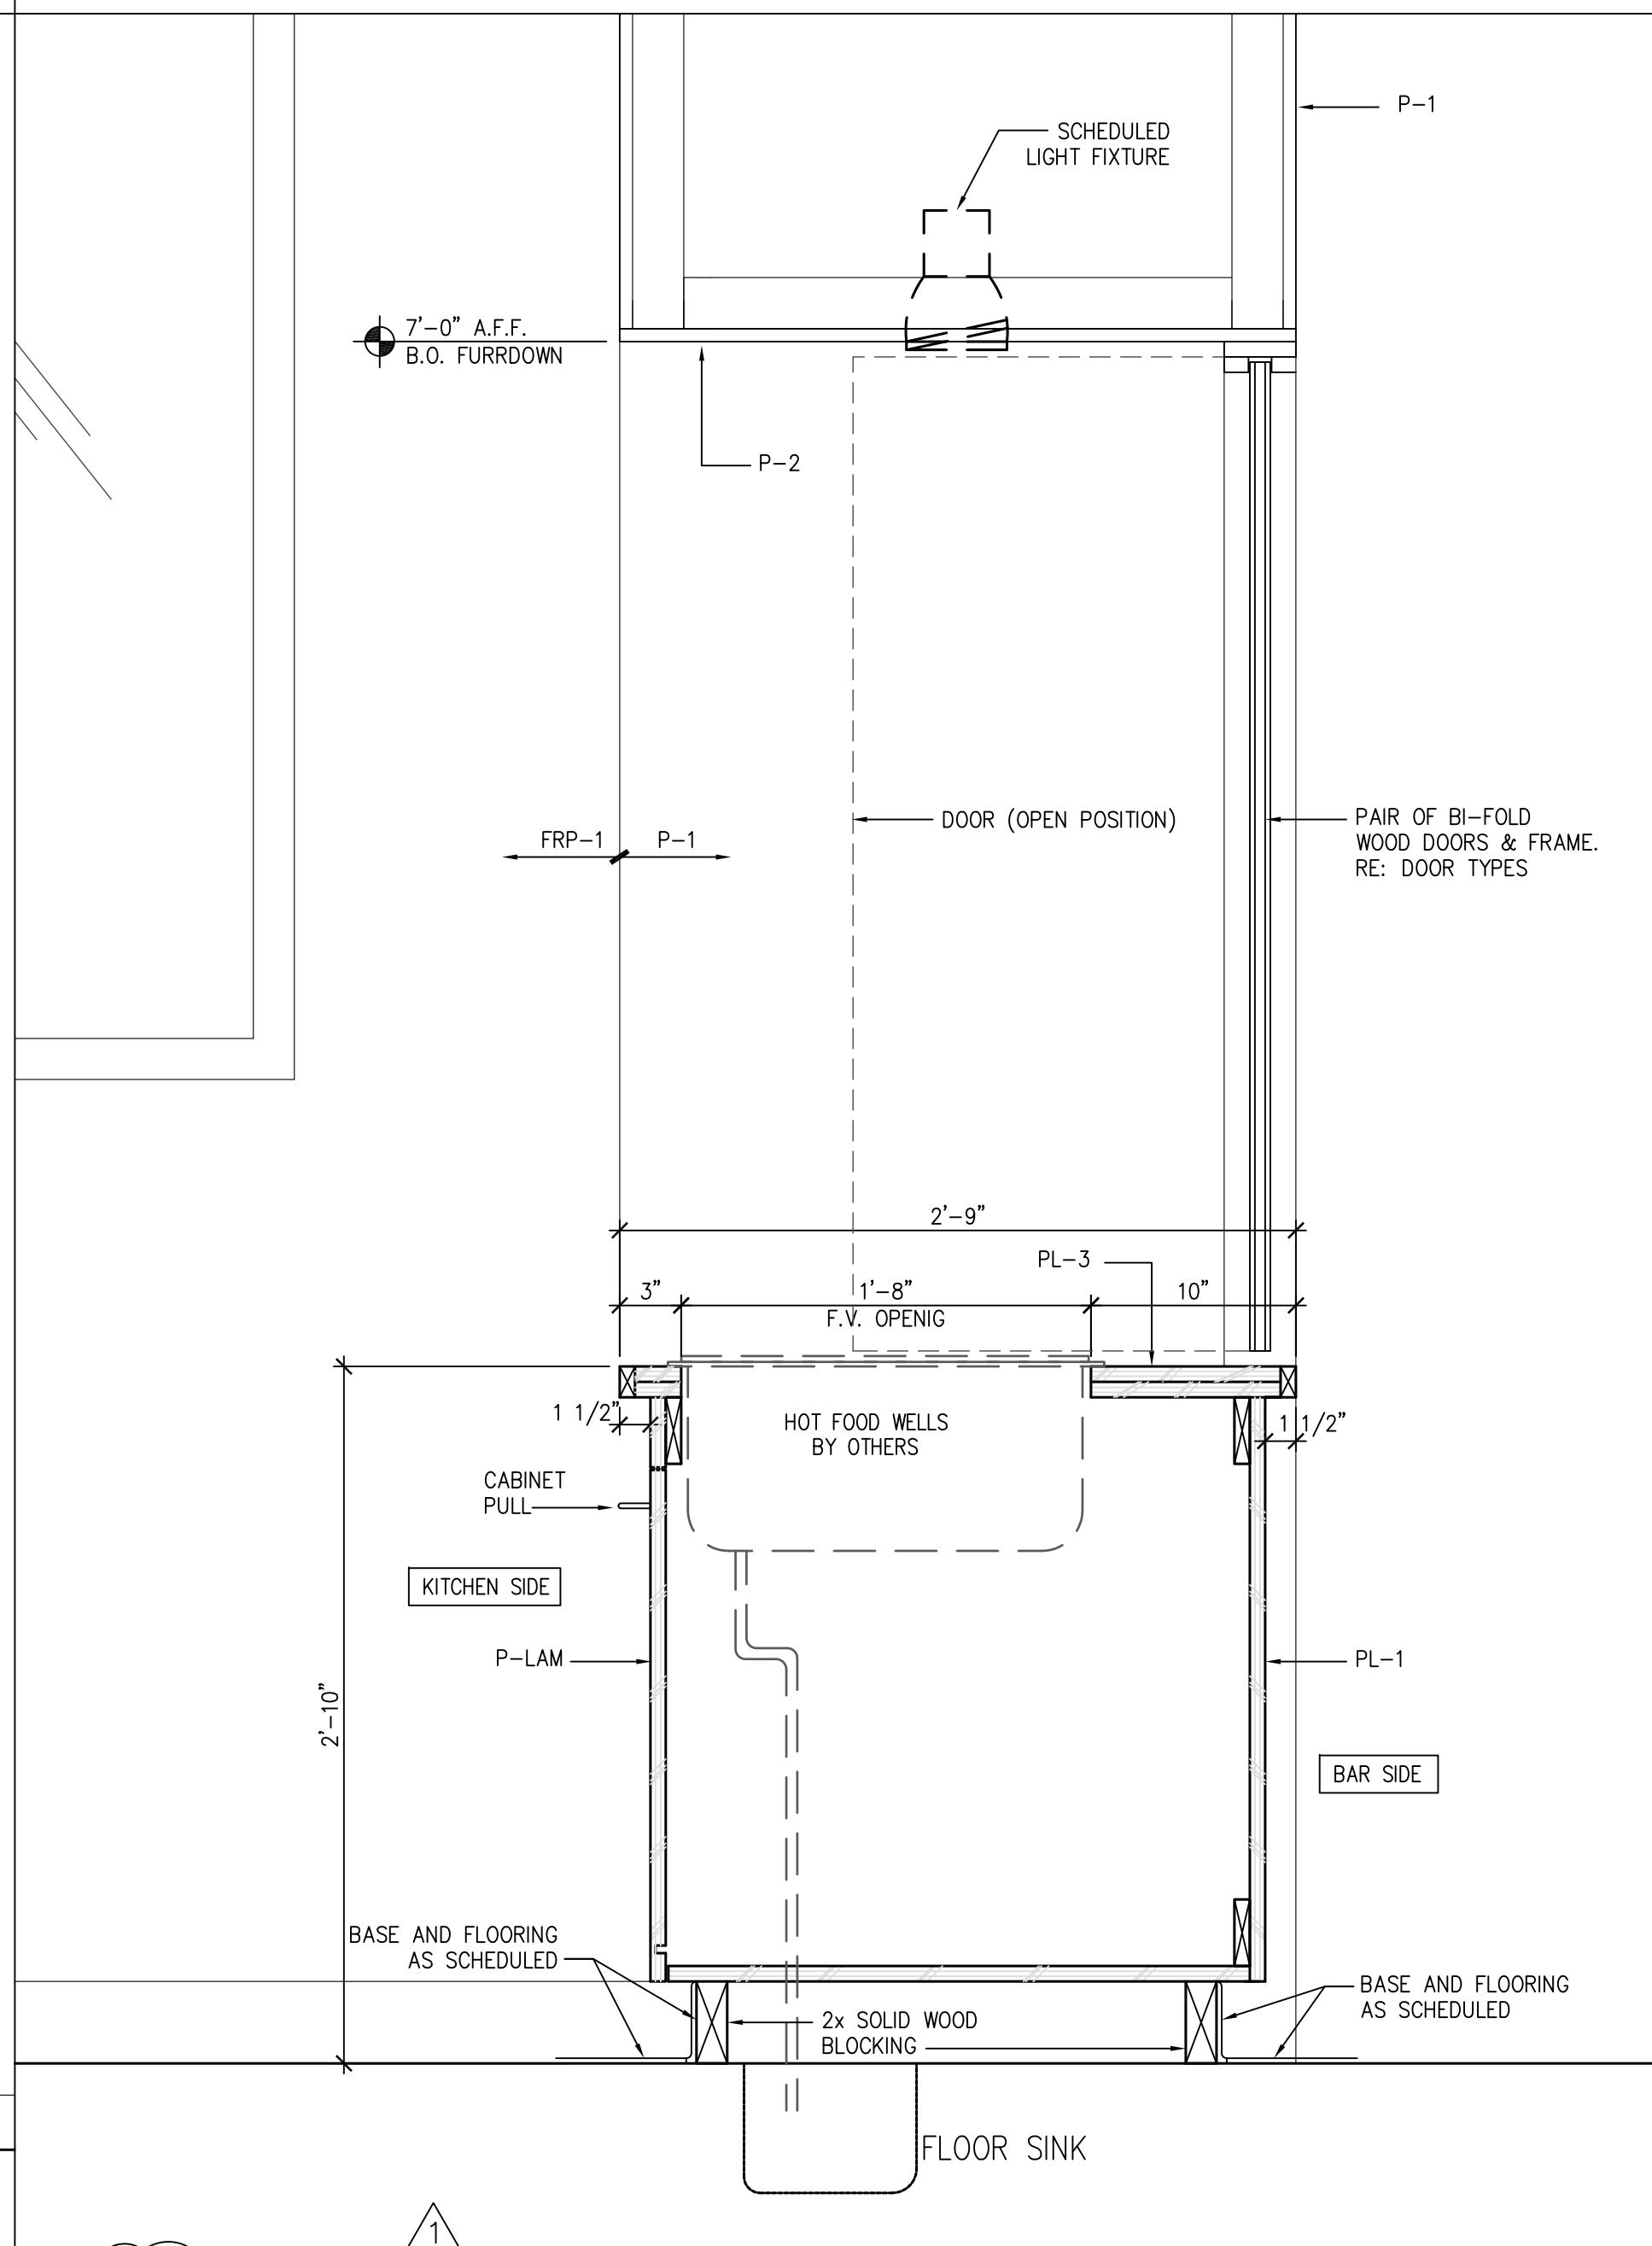 P-1
SCHEDULED
LIGHT FIXTURE
7'-0" A.F.F.
B.O. FURRDOWN
P-2
DOOR (OPEN POSITION)
PAIR OF BI-FOLD
WOOD DOORS & FRAME.
RE: DOOR TYPES
FRP-1
P-1
2'-9"
PL-3
3"
1'-8"
10"
F.V. OPENIG
1 1/2"
HOT FOOD WELLS
BY OTHERS
1 1/2"
CABINET
PULL
KITCHEN SIDE
P-LAM
PL-1
2'-10"
BAR SIDE
BASE AND FLOORING
AS SCHEDULED
BASE AND FLOORING
AS SCHEDULED
2x SOLID WOOD
BLOCKING
FLOOR SINK
1